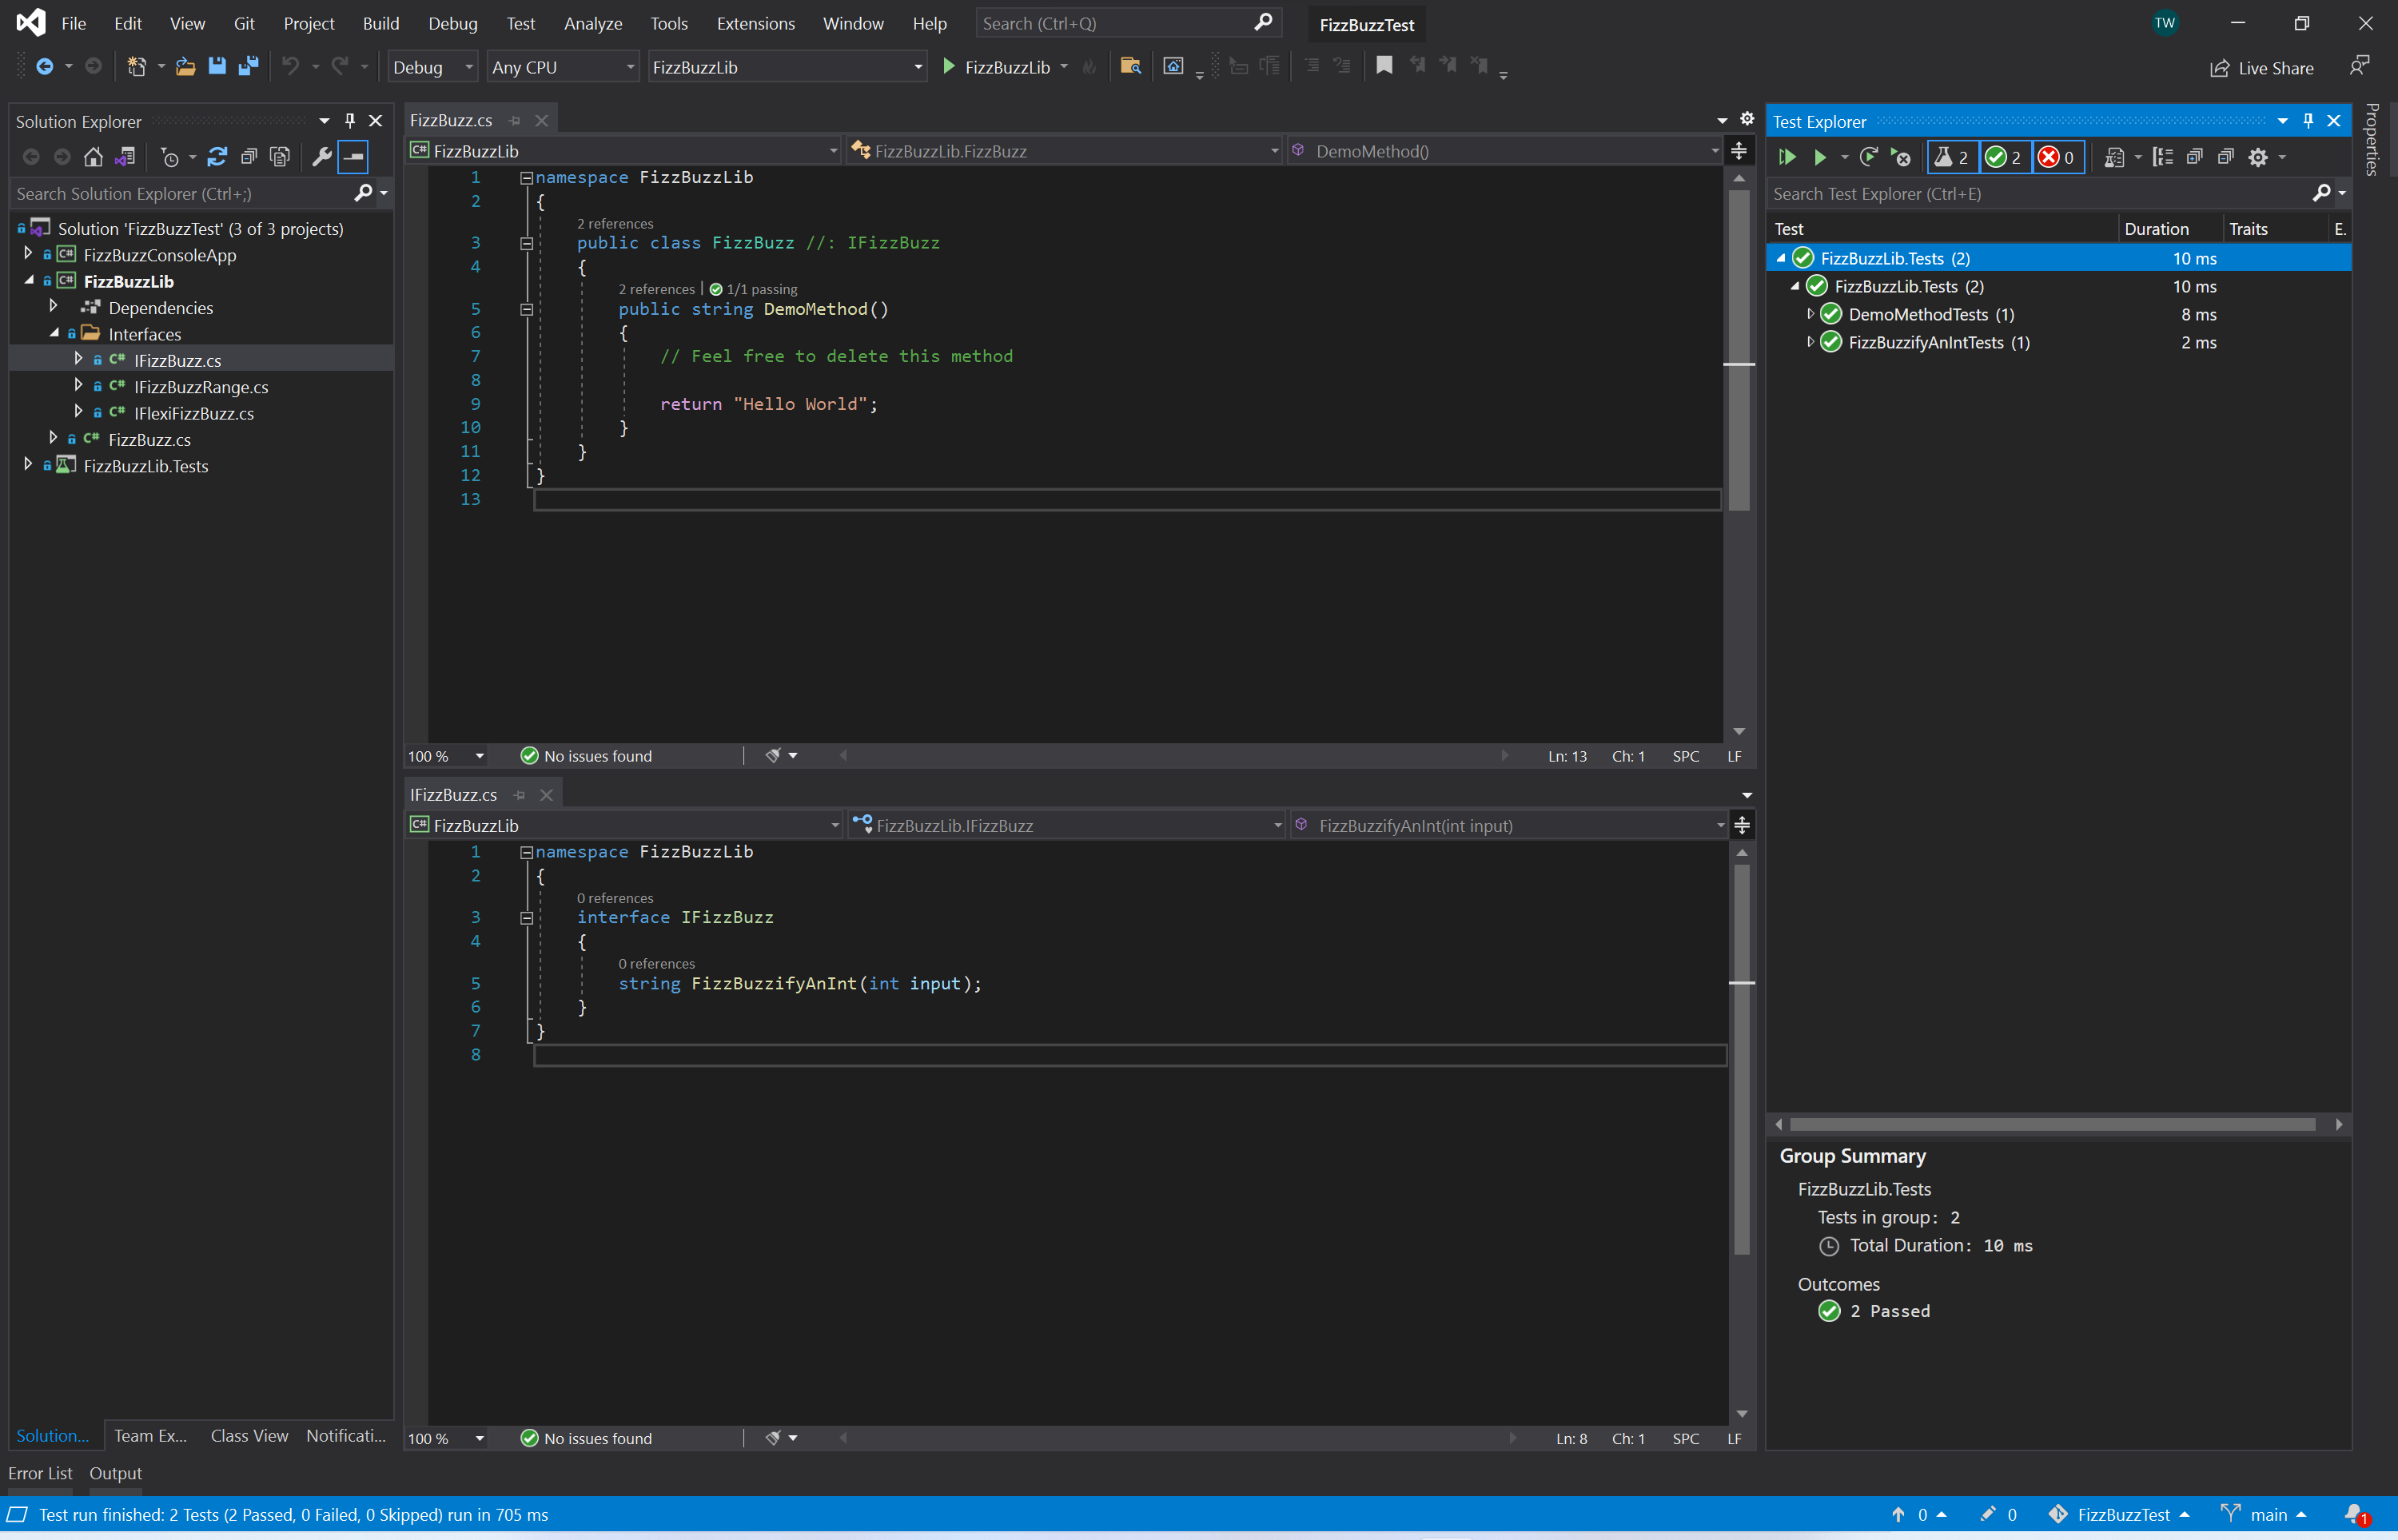 File Edit View Git Project Build Debug Test Analyze Tools Extensions Window Help Search (Ctrl+Q) FizzBuzzTest TW
Debug Any CPU FizzBuzzLib FizzBuzzLib Live Share
Solution Explorer
Search Solution Explorer (Ctrl+;)
Solution 'FizzBuzzTest' (3 of 3 projects)
C# FizzBuzzConsoleApp
C# FizzBuzzLib
Dependencies
Interfaces
C# IFizzBuzz.cs
C# IFizzBuzzRange.cs
C# IFlexiFizzBuzz.cs
C# FizzBuzz.cs
FizzBuzzLib.Tests
Solution... Team Ex... Class View Notificati...
FizzBuzz.cs
C# FizzBuzzLib FizzBuzzLib.FizzBuzz DemoMethod()
1 namespace FizzBuzzLib
2 {
2 references
3 public class FizzBuzz //: IFizzBuzz
4 {
2 references | 1/1 passing
5 public string DemoMethod()
6 {
7 // Feel free to delete this method
8
9 return "Hello World";
10 }
11 }
12 }
13
100 % No issues found Ln: 13 Ch: 1 SPC LF
IFizzBuzz.cs
C# FizzBuzzLib FizzBuzzLib.IFizzBuzz FizzBuzzifyAnInt(int input)
1 namespace FizzBuzzLib
2 {
0 references
3 interface IFizzBuzz
4 {
0 references
5 string FizzBuzzifyAnInt(int input);
6 }
7 }
8
100 % No issues found Ln: 8 Ch: 1 SPC LF
Test Explorer
2 2 0
Search Test Explorer (Ctrl+E)
Test Duration Traits E.
FizzBuzzLib.Tests (2) 10 ms
FizzBuzzLib.Tests (2) 10 ms
DemoMethodTests (1) 8 ms
FizzBuzzifyAnIntTests (1) 2 ms
Group Summary
FizzBuzzLib.Tests
Tests in group: 2
Total Duration: 10 ms
Outcomes
2 Passed
Properties
Error List Output
Test run finished: 2 Tests (2 Passed, 0 Failed, 0 Skipped) run in 705 ms 0 0 FizzBuzzTest main 1